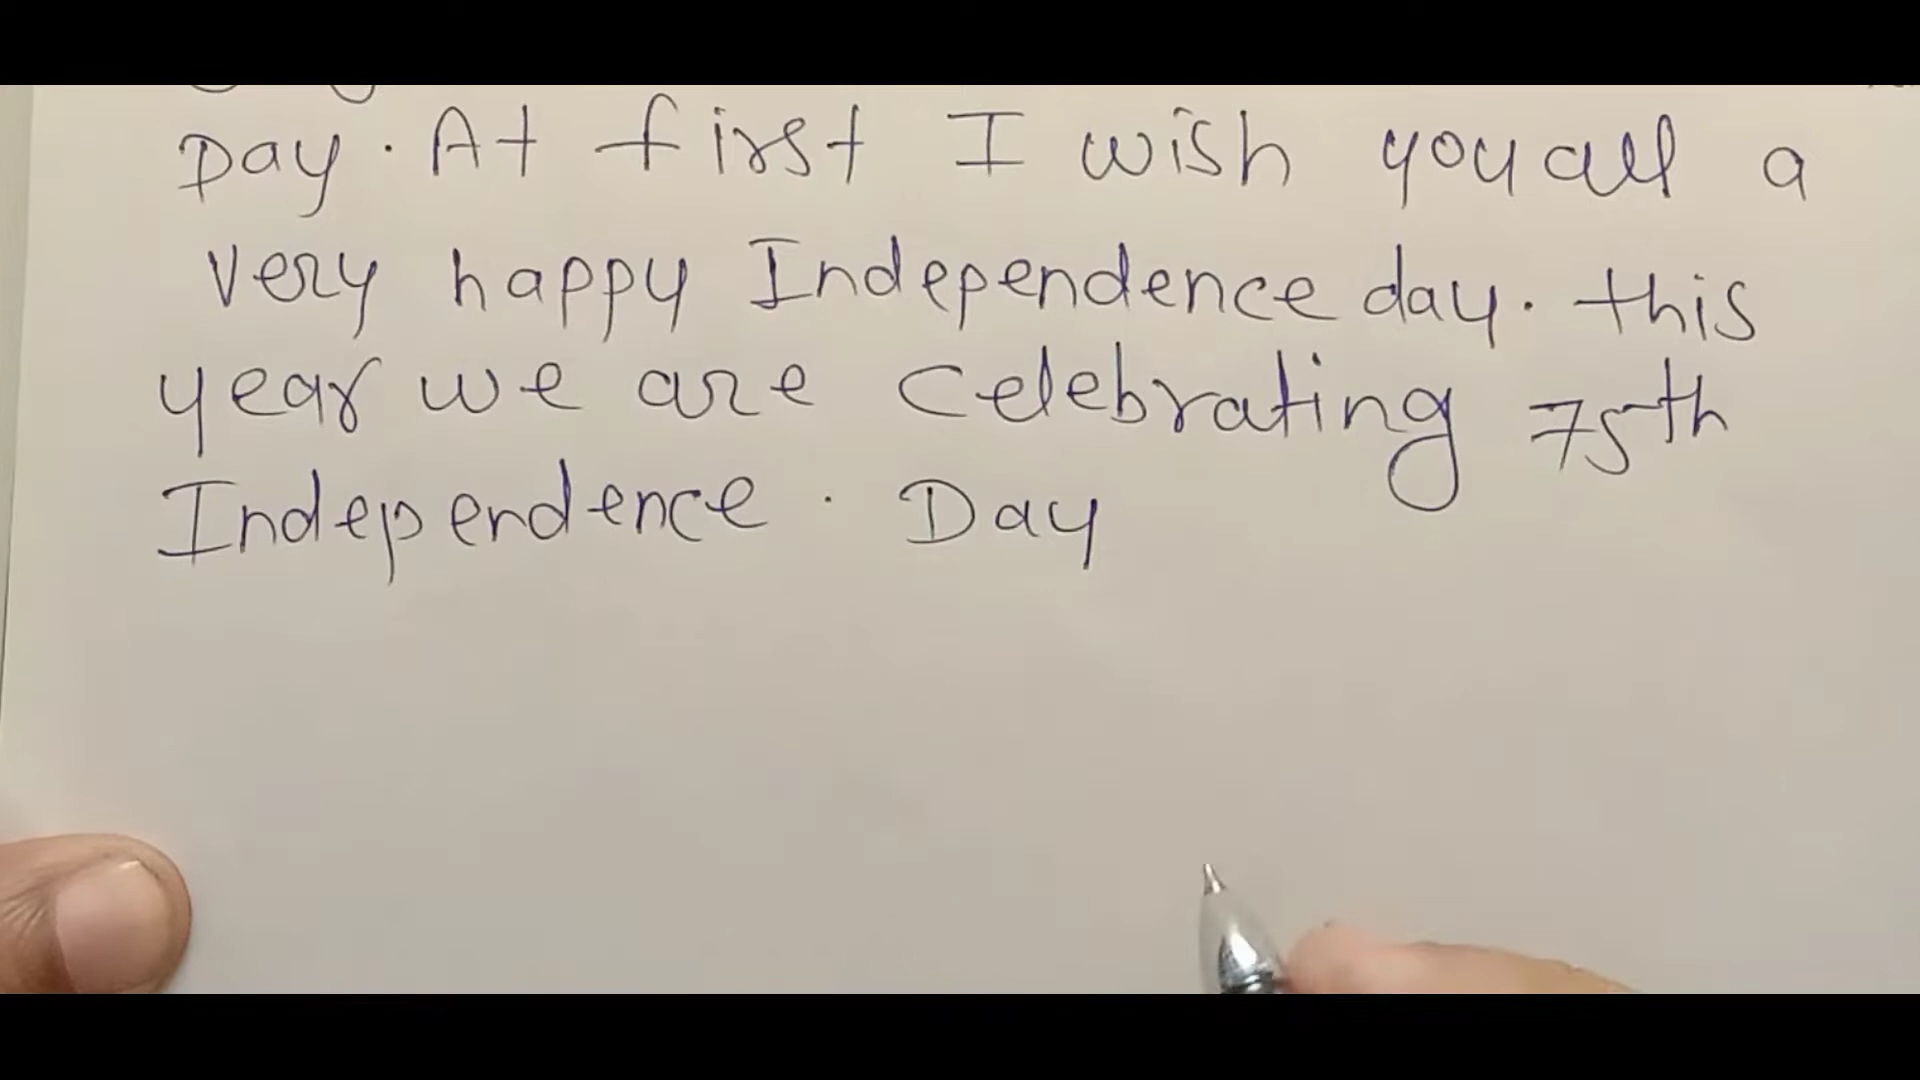 Day. At first I wish you all a
very happy Independence day. this
year we are celebrating 75th
Independence. Day